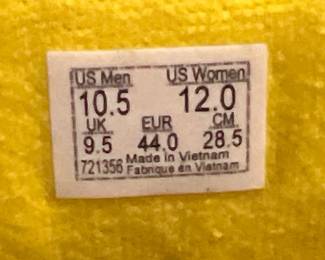 US Men US Women
10.5 12.0
UK EUR CM
9.5 44.0 28.5
721356 Made in Vietnam
Fabriqué en Vietnam